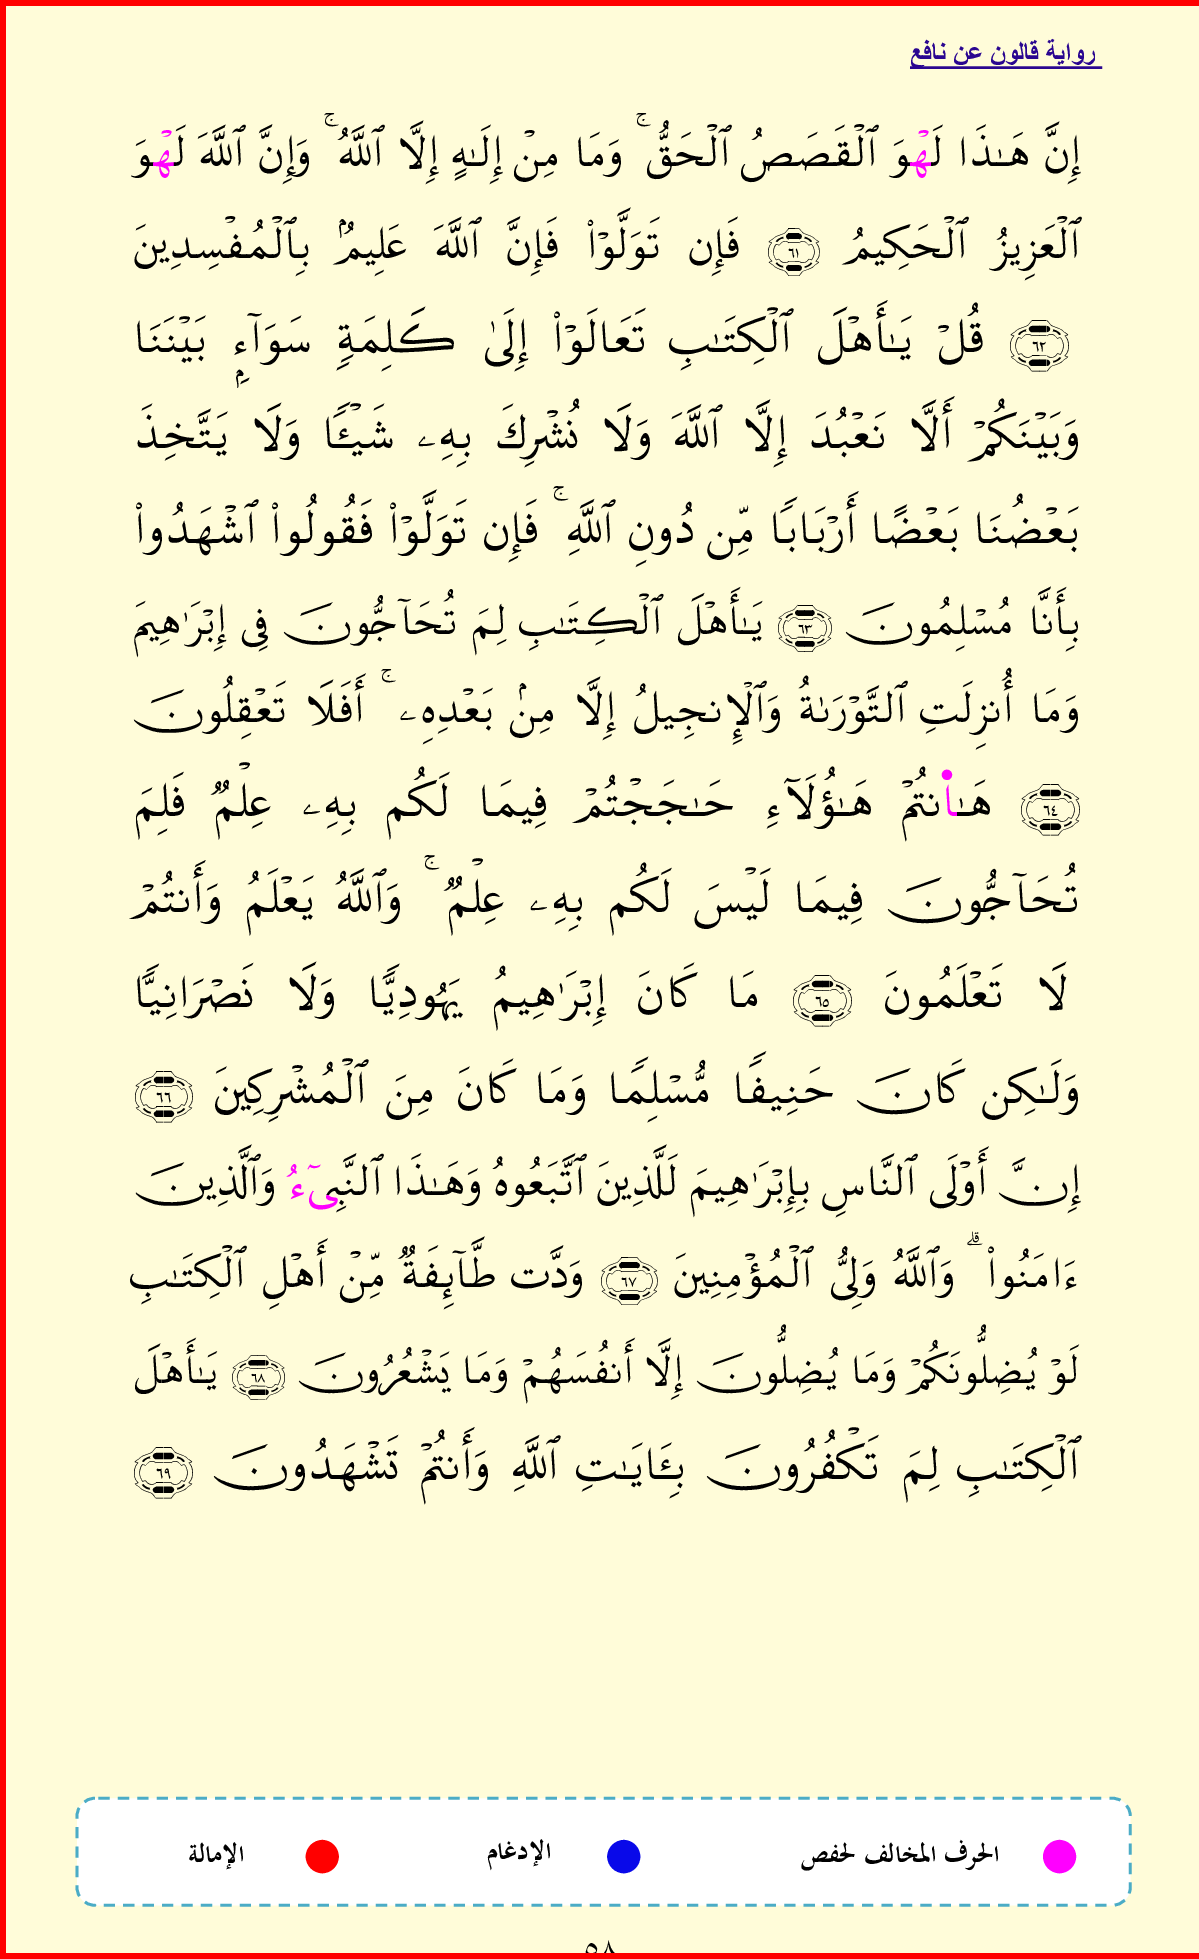 رواية قالون عن نافع
إِنَّ هَـٰذَا لَهْوَ ٱلْقَصَصُ ٱلْحَقُّ ۚ وَمَا مِنْ إِلَـٰهٍ إِلَّا ٱللَّهُ ۚ وَإِنَّ ٱللَّهَ لَهْوَ
ٱلْعَزِيزُ ٱلْحَكِيمُ ٦١ فَإِن تَوَلَّوْا۟ فَإِنَّ ٱللَّهَ عَلِيمٌۢ بِٱلْمُفْسِدِينَ
٦٢ قُلْ يَـٰٓأَهْلَ ٱلْكِتَـٰبِ تَعَالَوْا۟ إِلَىٰ كَلِمَةٍ سَوَآءٍۭ بَيْنَنَا
وَبَيْنَكُمْ أَلَّا نَعْبُدَ إِلَّا ٱللَّهَ وَلَا نُشْرِكَ بِهِۦ شَيْـًٔا وَلَا يَتَّخِذَ
بَعْضُنَا بَعْضًا أَرْبَابًا مِّن دُونِ ٱللَّهِ ۚ فَإِن تَوَلَّوْا۟ فَقُولُوا۟ ٱشْهَدُوا۟
بِأَنَّا مُسْلِمُونَ ٦٣ يَـٰٓأَهْلَ ٱلْكِتَـٰبِ لِمَ تُحَآجُّونَ فِى إِبْرَٰهِيمَ
وَمَا أُنزِلَتِ ٱلتَّوْرَىٰةُ وَٱلْإِنجِيلُ إِلَّا مِنۢ بَعْدِهِۦ ۚ أَفَلَا تَعْقِلُونَ
٦٤ هَـٰا۬نتُمْ هَـٰؤُلَآءِ حَـٰجَجْتُمْ فِيمَا لَكُم بِهِۦ عِلْمٌ فَلِمَ
تُحَآجُّونَ فِيمَا لَيْسَ لَكُم بِهِۦ عِلْمٌ ۚ وَٱللَّهُ يَعْلَمُ وَأَنتُمْ
لَا تَعْلَمُونَ ٦٥ مَا كَانَ إِبْرَٰهِيمُ يَهُودِيًّا وَلَا نَصْرَانِيًّا
وَلَـٰكِن كَانَ حَنِيفًا مُّسْلِمًا وَمَا كَانَ مِنَ ٱلْمُشْرِكِينَ ٦٦
إِنَّ أَوْلَى ٱلنَّاسِ بِإِبْرَٰهِيمَ لَلَّذِينَ ٱتَّبَعُوهُ وَهَـٰذَا ٱلنَّبِىٓءُ وَٱلَّذِينَ
ءَامَنُوا۟ ۗ وَٱللَّهُ وَلِىُّ ٱلْمُؤْمِنِينَ ٦٧ وَدَّت طَّآئِفَةٌ مِّنْ أَهْلِ ٱلْكِتَـٰبِ
لَوْ يُضِلُّونَكُمْ وَمَا يُضِلُّونَ إِلَّا أَنفُسَهُمْ وَمَا يَشْعُرُونَ ٦٨ يَـٰٓأَهْلَ
ٱلْكِتَـٰبِ لِمَ تَكْفُرُونَ بِـَٔايَـٰتِ ٱللَّهِ وَأَنتُمْ تَشْهَدُونَ ٦٩
الحرف المخالف لحفص الإدغام الإمالة
٥٨